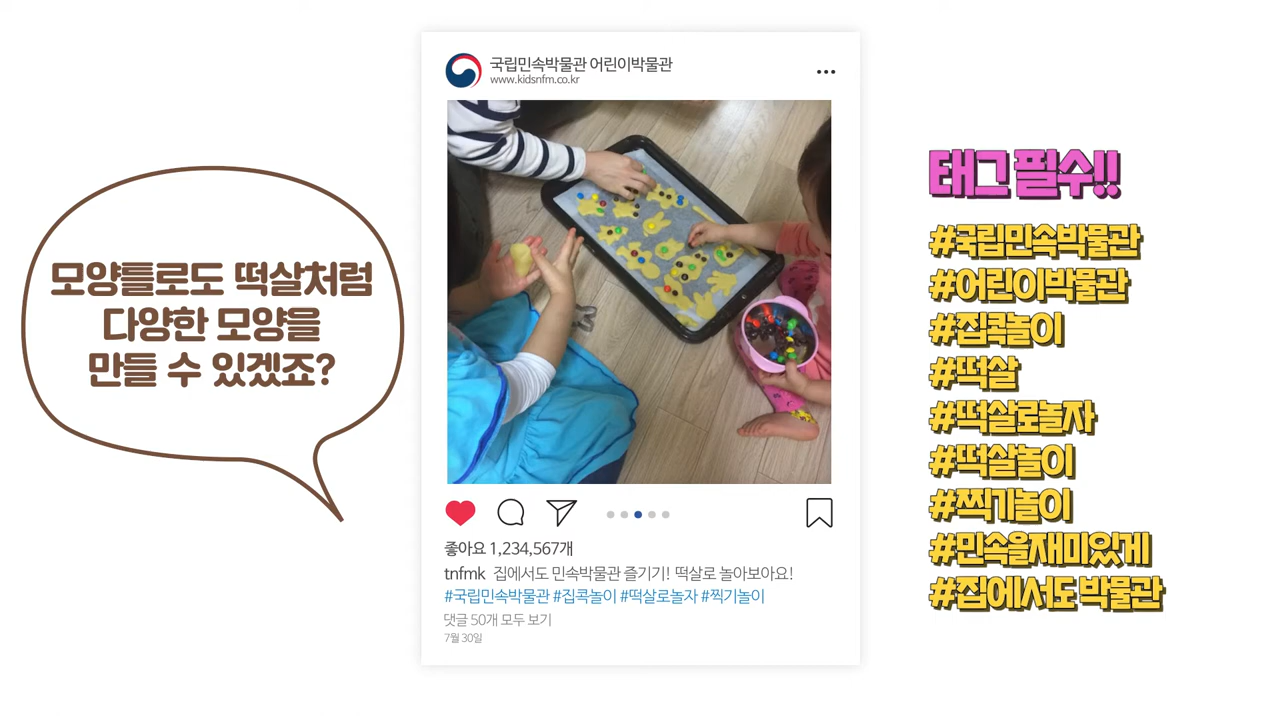 모양틀로도 떡살처럼
다양한 모양을
만들 수 있겠죠?
국립민속박물관 어린이박물관
www.kidsnfm.co.kr
좋아요 1,234,567개
tnfmk 집에서도 민속박물관 즐기기! 떡살로 놀아보아요!
#국립민속박물관 #집콕놀이 #떡살로놀자 #찍기놀이
댓글 50개 모두 보기
7월 30일
태그 필수!!
#국립민속박물관
#어린이박물관
#집콕놀이
#떡살
#떡살로놀자
#떡살놀이
#찍기놀이
#민속을재미있게
#집에서도 박물관